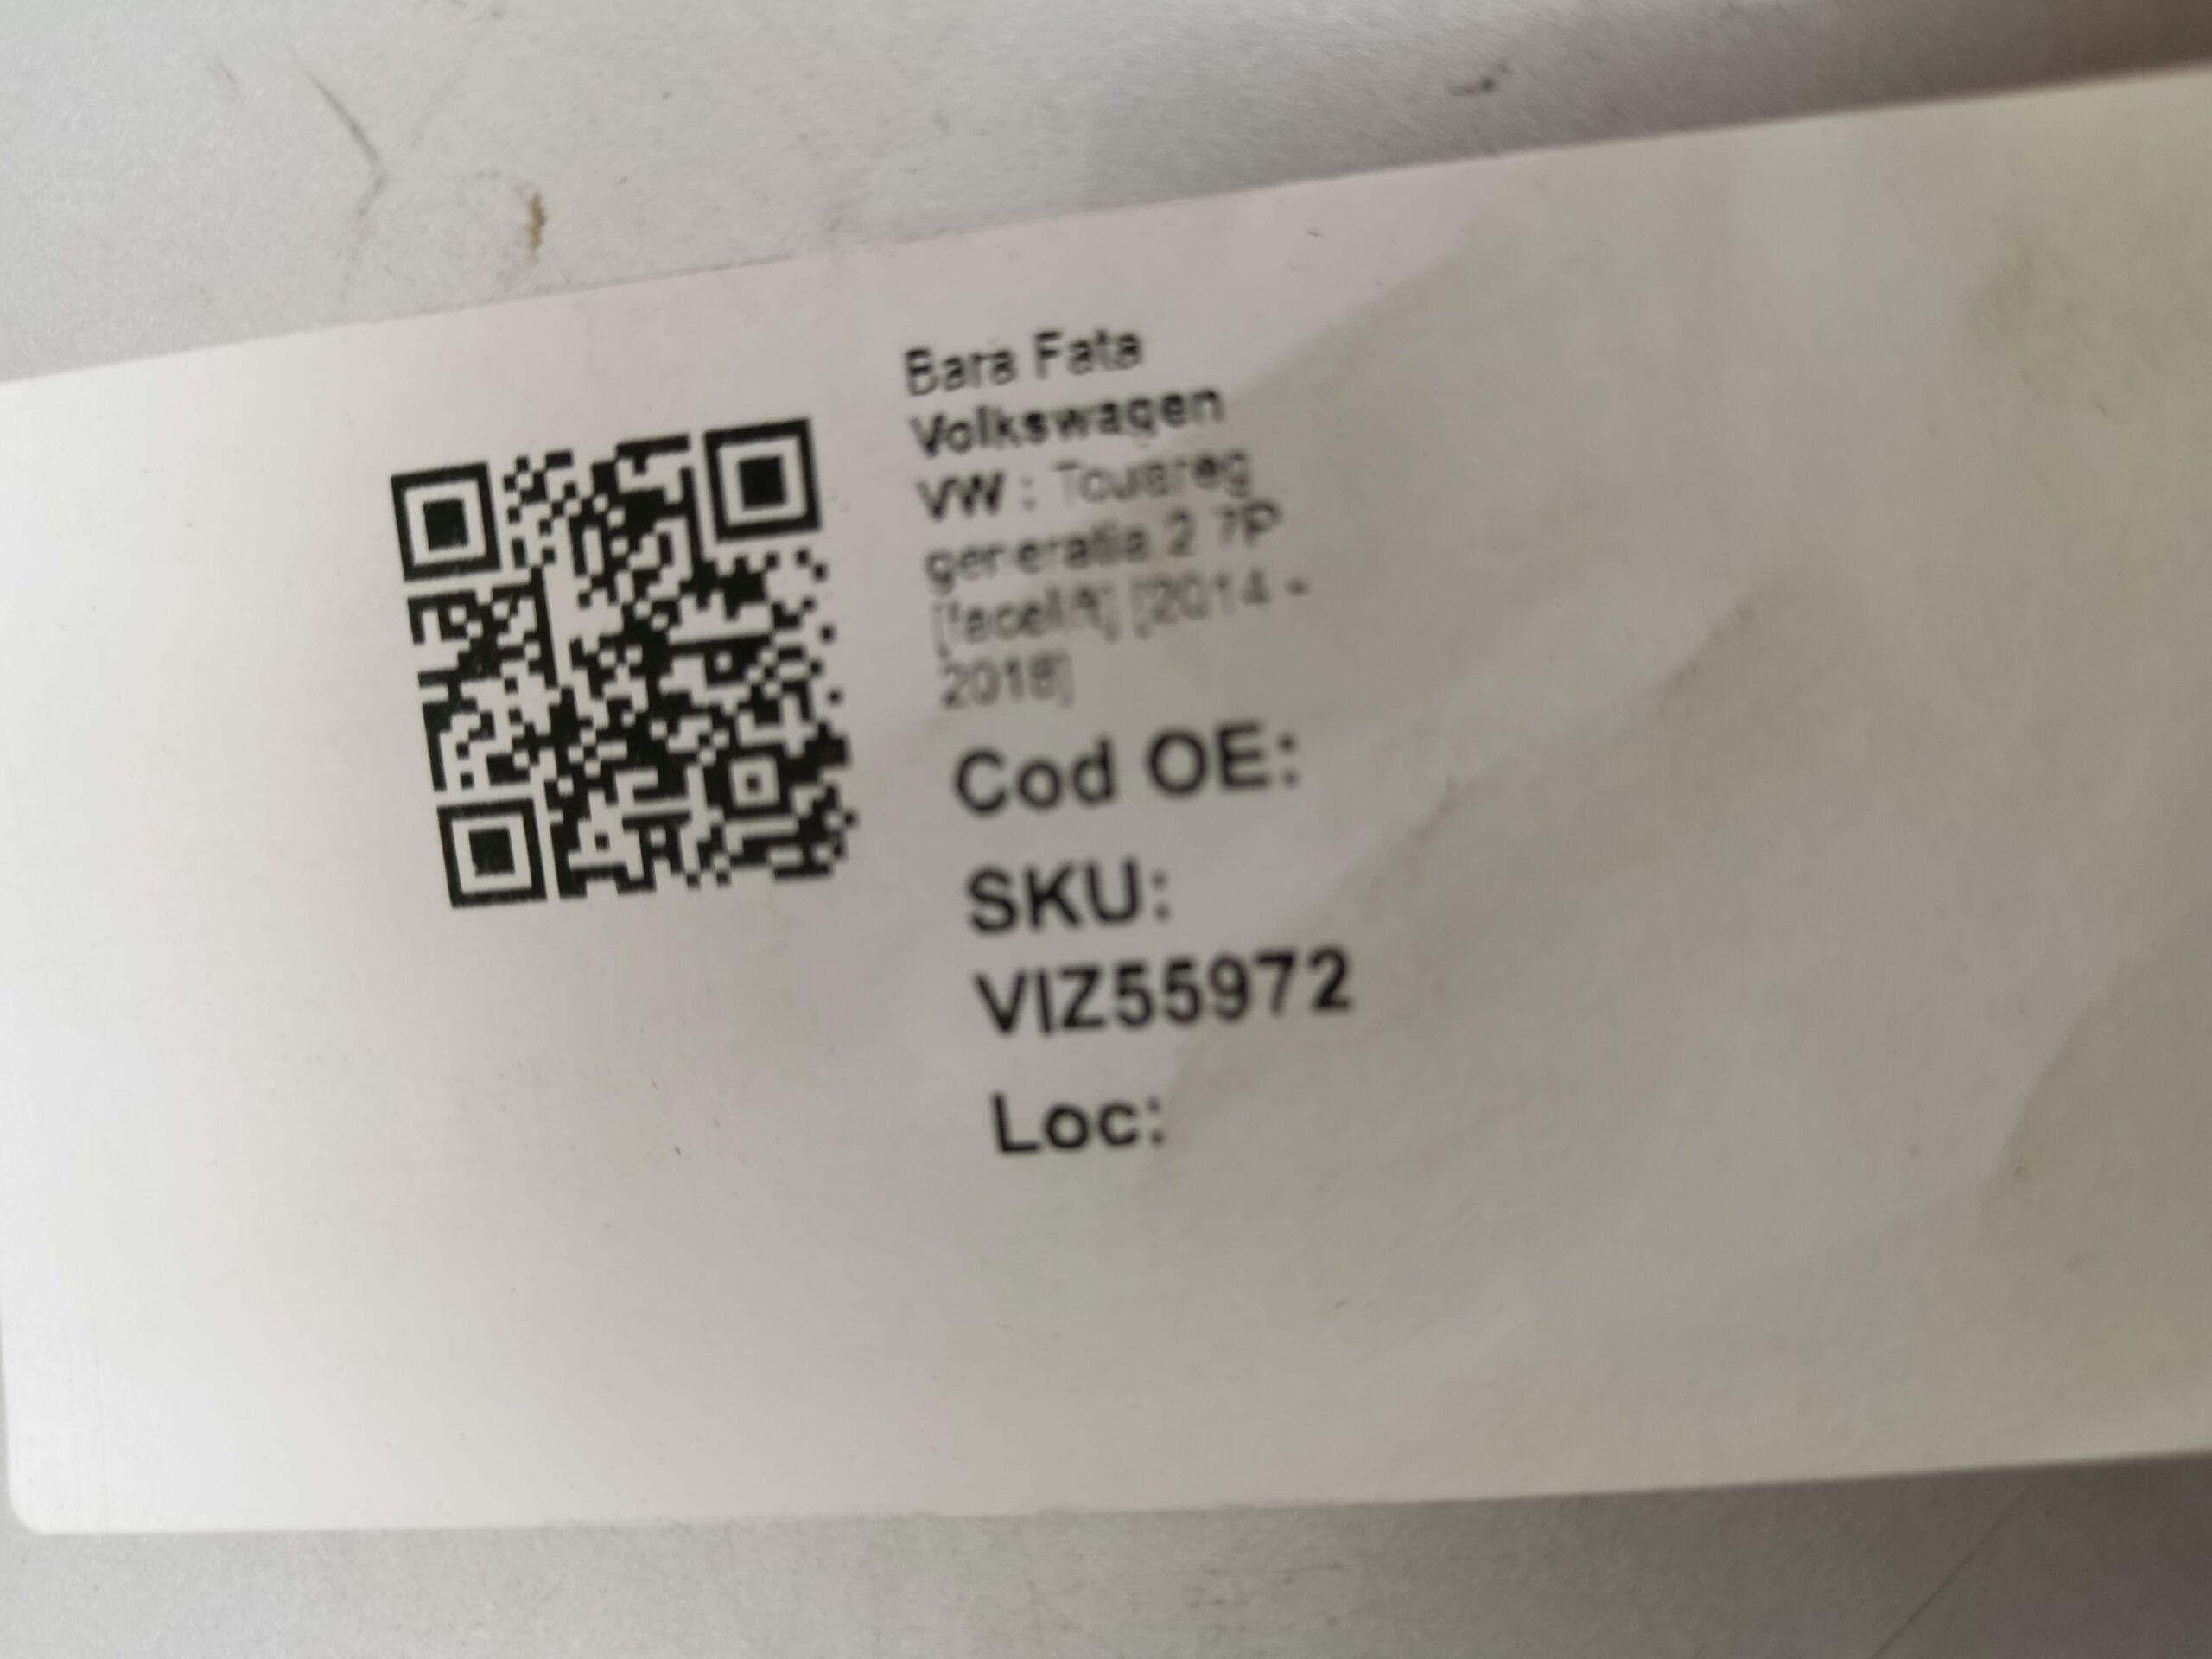 Bara Fata
Volkswagen
VW : Touareg
generatia 2 7P
[facelift] [2014 -
2018]
Cod OE:
SKU:
VIZ55972
Loc: